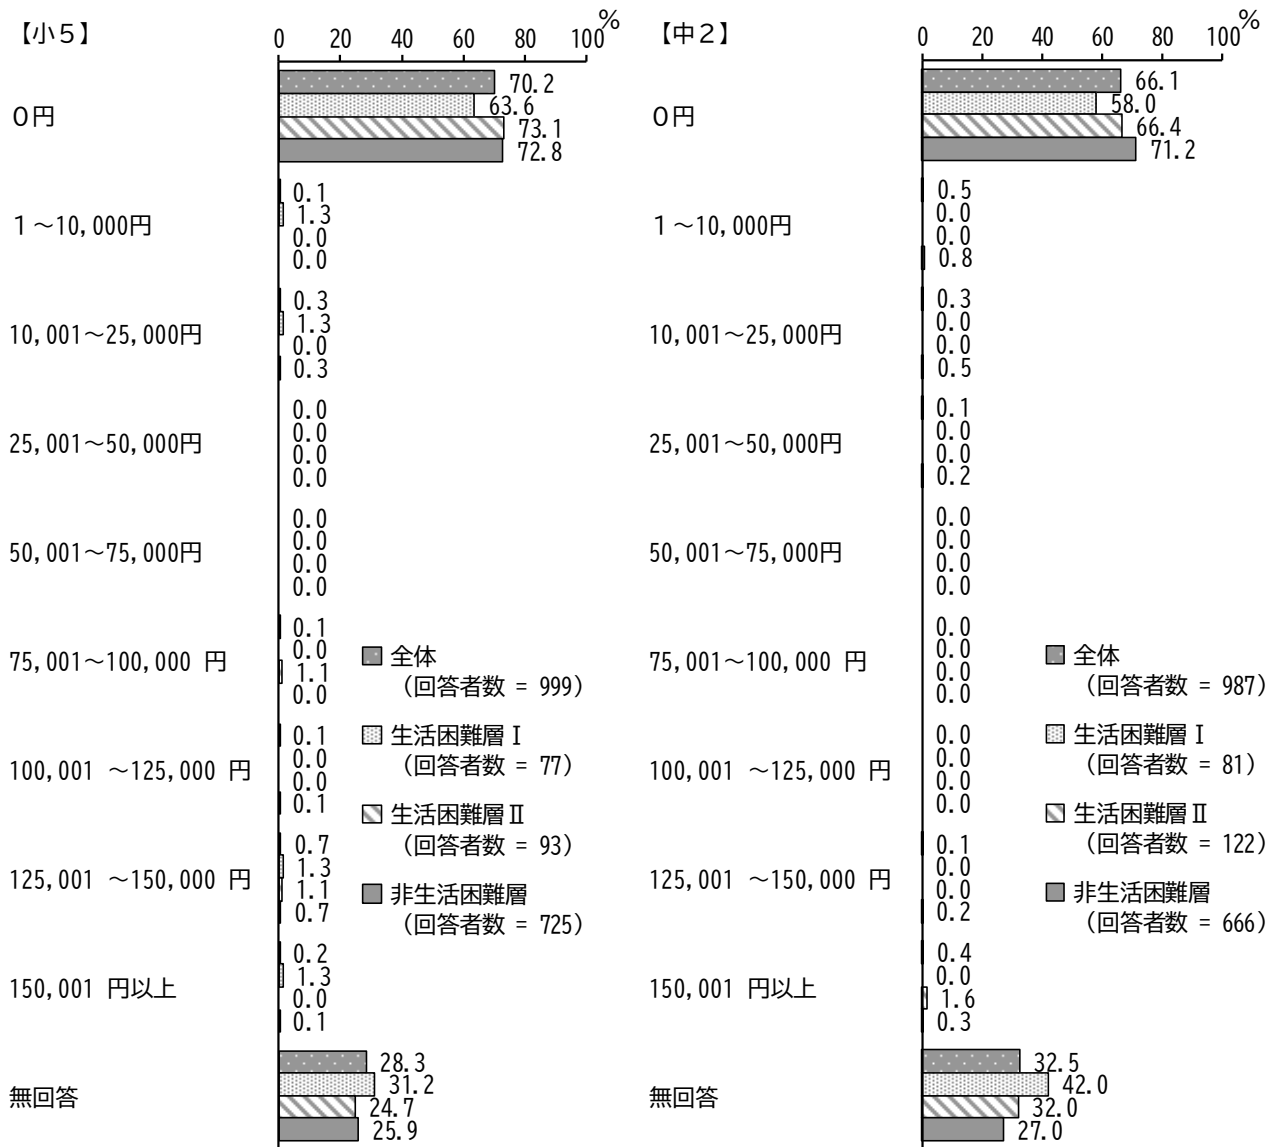 【小５】
0 20 40 60 80 100 %
０円
70.2
63.6
73.1
72.8
１～10,000円
0.1
1.3
0.0
0.0
10,001～25,000円
0.3
1.3
0.0
0.3
25,001～50,000円
0.0
0.0
0.0
0.0
50,001～75,000円
0.0
0.0
0.0
0.0
75,001～100,000 円
0.1
0.0
1.1
0.0
100,001 ～125,000 円
0.1
0.0
0.0
0.1
125,001 ～150,000 円
0.7
1.3
1.1
0.7
150,001 円以上
0.2
1.3
0.0
0.1
無回答
28.3
31.2
24.7
25.9
全体
（回答者数 = 999）
生活困難層Ⅰ
（回答者数 = 77）
生活困難層Ⅱ
（回答者数 = 93）
非生活困難層
（回答者数 = 725）
【中２】
0 20 40 60 80 100 %
０円
66.1
58.0
66.4
71.2
１～10,000円
0.5
0.0
0.0
0.8
10,001～25,000円
0.3
0.0
0.0
0.5
25,001～50,000円
0.1
0.0
0.0
0.2
50,001～75,000円
0.0
0.0
0.0
0.0
75,001～100,000 円
0.0
0.0
0.0
0.0
100,001 ～125,000 円
0.0
0.0
0.0
0.0
125,001 ～150,000 円
0.1
0.0
0.0
0.2
150,001 円以上
0.4
0.0
1.6
0.3
無回答
32.5
42.0
32.0
27.0
全体
（回答者数 = 987）
生活困難層Ⅰ
（回答者数 = 81）
生活困難層Ⅱ
（回答者数 = 122）
非生活困難層
（回答者数 = 666）